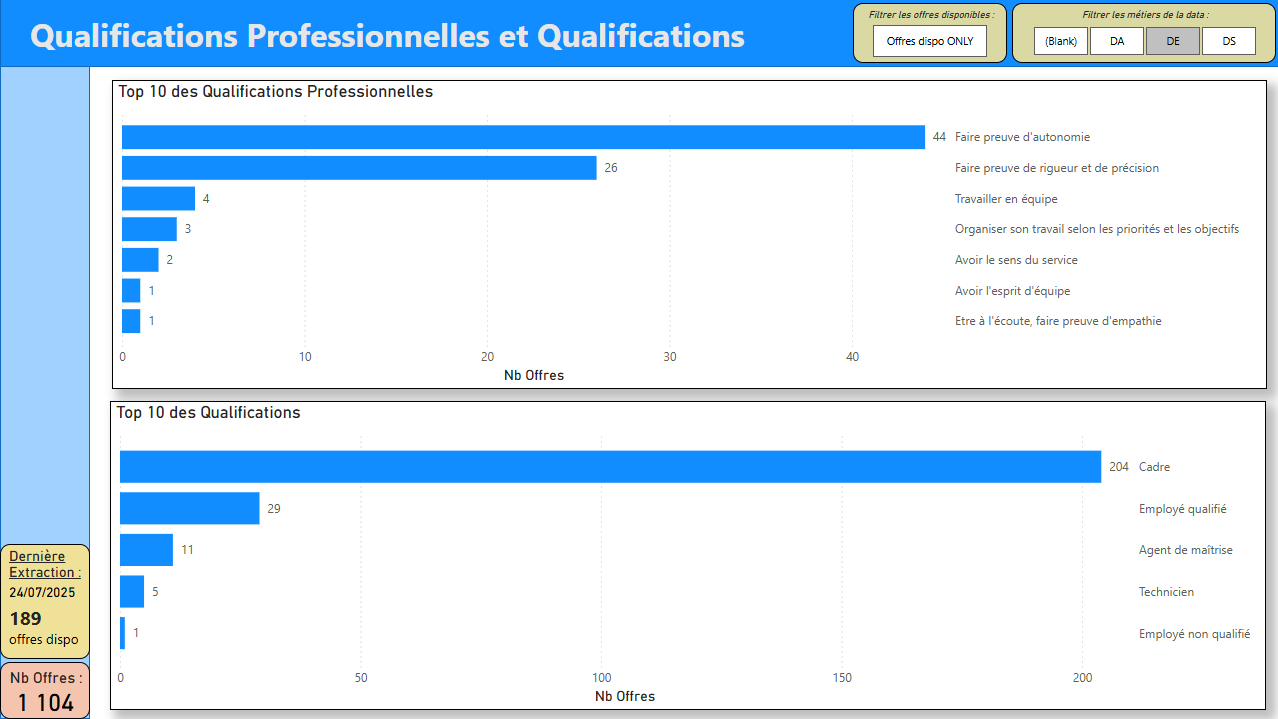 Qualifications Professionnelles et Qualifications
Filtrer les offres disponibles :
Offres dispo ONLY
Filtrer les métiers de la data :
(Blank) DA DE DS
Top 10 des Qualifications Professionnelles
44 Faire preuve d'autonomie
26 Faire preuve de rigueur et de précision
4 Travailler en équipe
3 Organiser son travail selon les priorités et les objectifs
2 Avoir le sens du service
1 Avoir l'esprit d'équipe
1 Etre à l'écoute, faire preuve d'empathie
0 10 20 30 40
Nb Offres
Top 10 des Qualifications
204 Cadre
29 Employé qualifié
11 Agent de maîtrise
5 Technicien
1 Employé non qualifié
0 50 100 150 200
Nb Offres
Dernière
Extraction :
24/07/2025
189
offres dispo
Nb Offres :
1 104